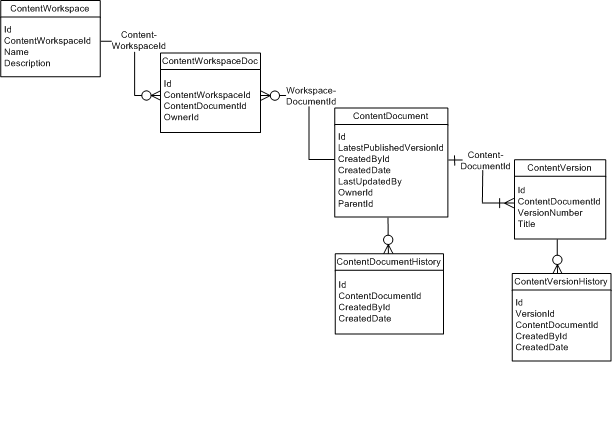 ContentWorkspace
Id
ContentWorkspaceId
Name
Description
Content-
WorkspaceId
ContentWorkspaceDoc
Id
ContentWorkspaceId
ContentDocumentId
OwnerId
Workspace-
DocumentId
ContentDocument
Id
LatestPublishedVersionId
CreatedById
CreatedDate
LastUpdatedBy
OwnerId
ParentId
Content-
DocumentId
ContentVersion
Id
ContentDocumentId
VersionNumber
Title
ContentDocumentHistory
Id
ContentDocumentId
CreatedById
CreatedDate
ContentVersionHistory
Id
VersionId
ContentDocumentId
CreatedById
CreatedDate